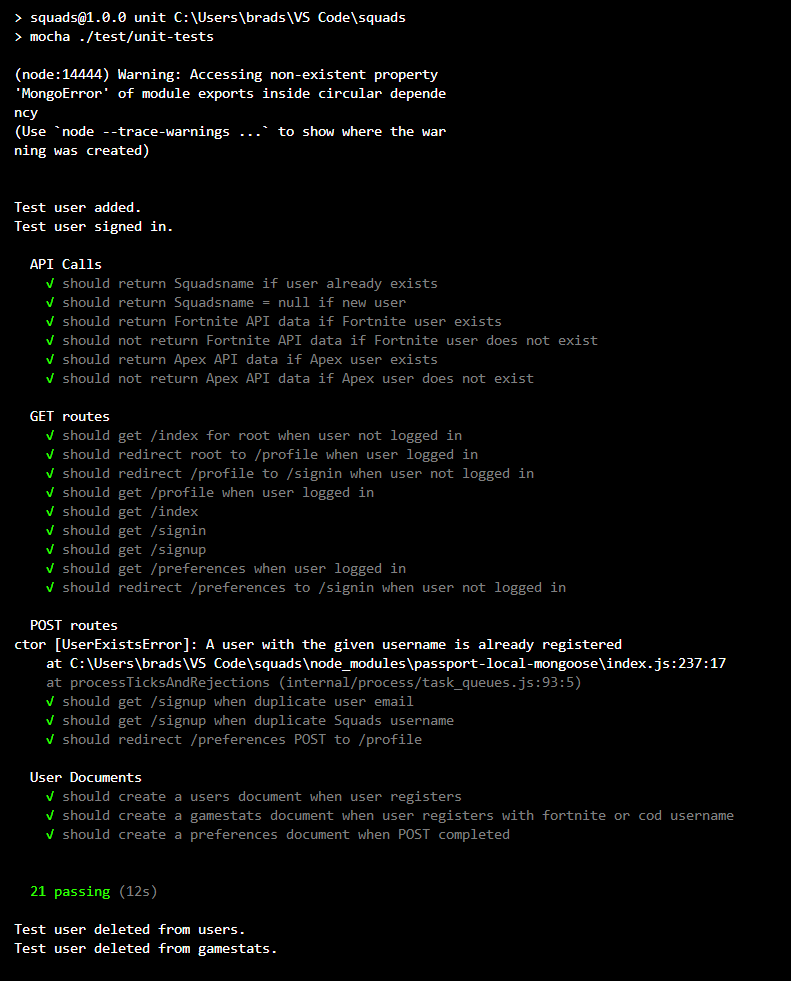 > squads@1.0.0 unit C:\Users\brads\VS Code\squads
> mocha ./test/unit-tests
(node:14444) Warning: Accessing non-existent property
'MongoError' of module exports inside circular depende
ncy
(Use `node --trace-warnings ...` to show where the war
ning was created)
Test user added.
Test user signed in.
API Calls
√ should return Squadsname if user already exists
√ should return Squadsname = null if new user
√ should return Fortnite API data if Fortnite user exists
√ should not return Fortnite API data if Fortnite user does not exist
√ should return Apex API data if Apex user exists
√ should not return Apex API data if Apex user does not exist
GET routes
√ should get /index for root when user not logged in
√ should redirect root to /profile when user logged in
√ should redirect /profile to /signin when user not logged in
√ should get /profile when user logged in
√ should get /index
√ should get /signin
√ should get /signup
√ should get /preferences when user logged in
√ should redirect /preferences to /signin when user not logged in
POST routes
ctor [UserExistsError]: A user with the given username is already registered
at C:\Users\brads\VS Code\squads\node_modules\passport-local-mongoose\index.js:237:17
at processTicksAndRejections (internal/process/task_queues.js:93:5)
√ should get /signup when duplicate user email
√ should get /signup when duplicate Squads username
√ should redirect /preferences POST to /profile
User Documents
√ should create a users document when user registers
√ should create a gamestats document when user registers with fortnite or cod username
√ should create a preferences document when POST completed
21 passing (12s)
Test user deleted from users.
Test user deleted from gamestats.